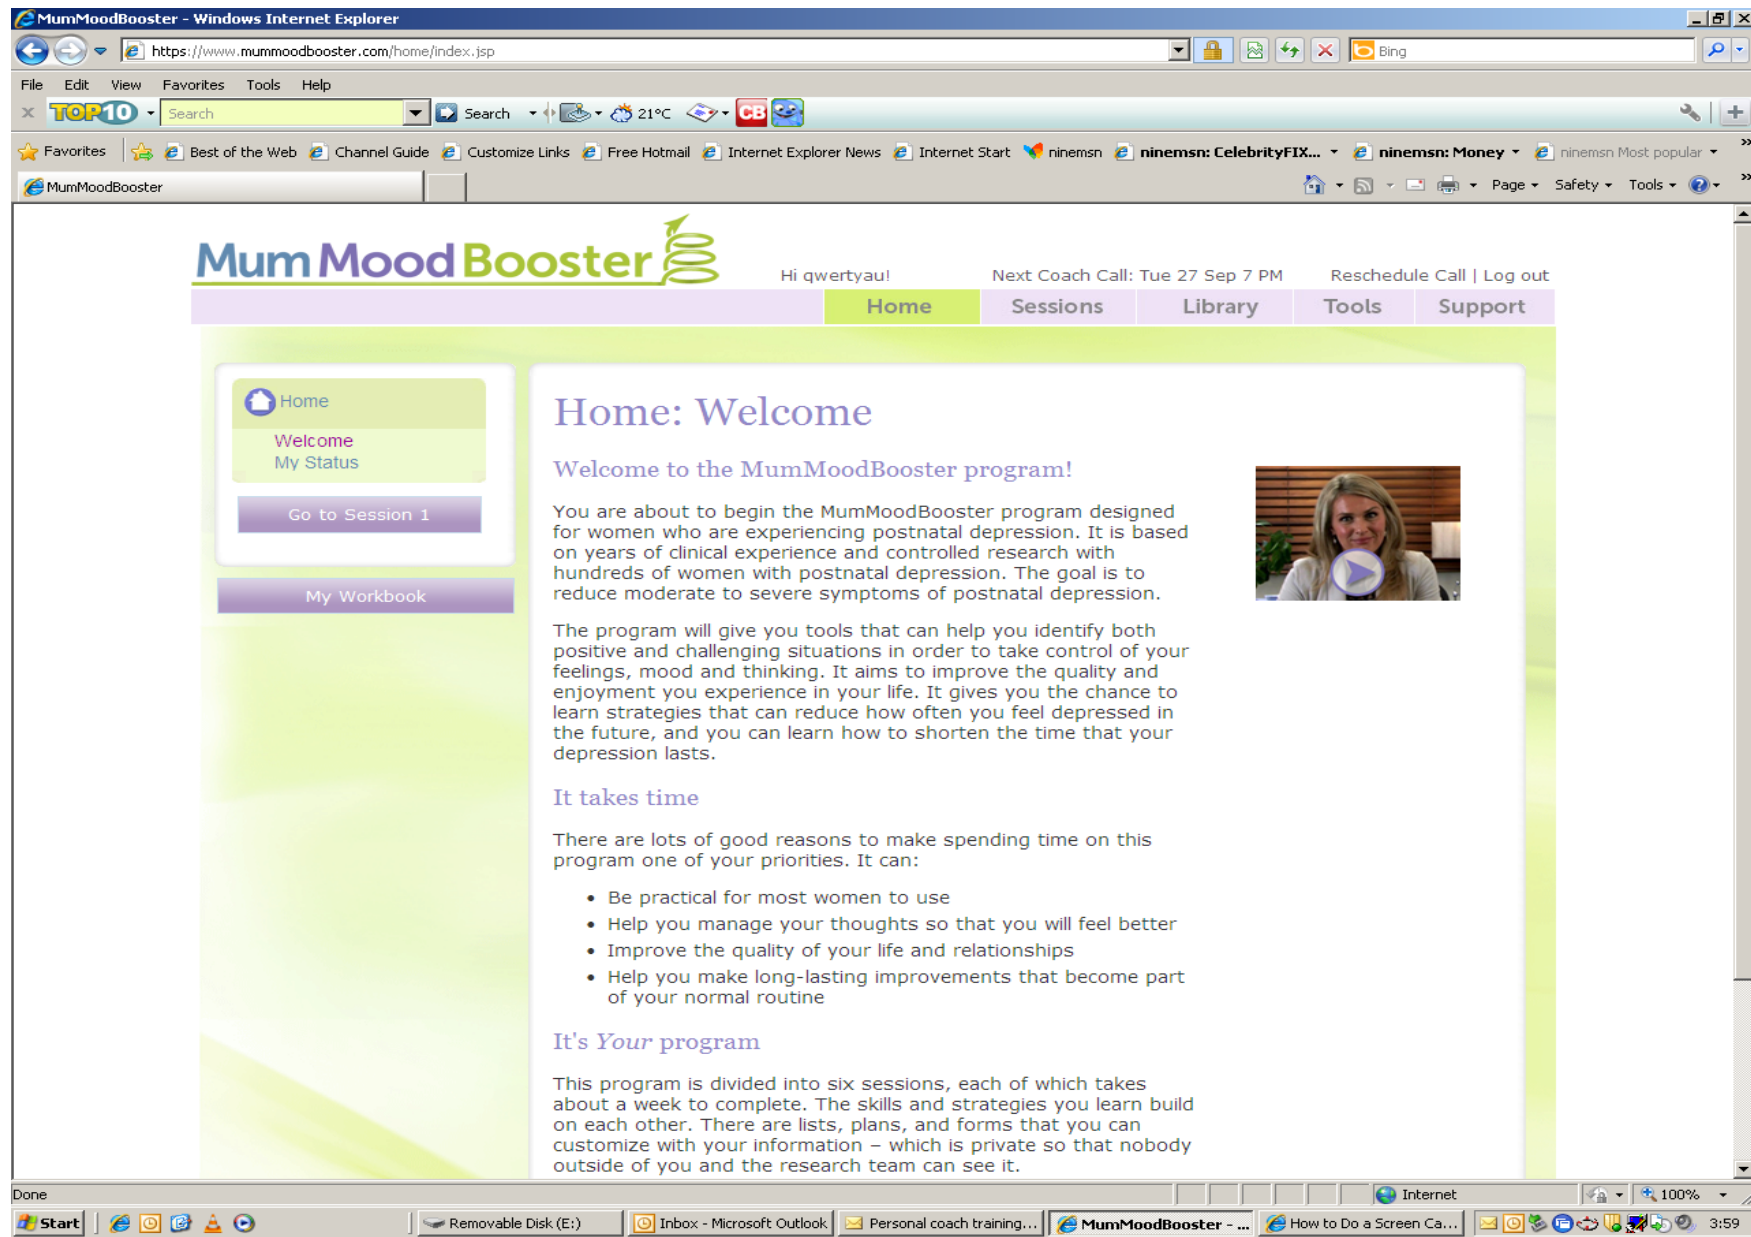 MumMoodBooster - Windows Internet Explorer
https://www.mummoodbooster.com/home/index.jsp
Bing
File Edit View Favorites Tools Help
x TOP10 Search Search 21°C CB
Favorites Best of the Web Channel Guide Customize Links Free Hotmail Internet Explorer News Internet Start ninemsn ninemsn: CelebrityFIX... ninemsn: Money ninemsn Most popular
MumMoodBooster
Page Safety Tools
MumMoodBooster
Hi qwertyau! Next Coach Call: Tue 27 Sep 7 PM Reschedule Call | Log out
Home Sessions Library Tools Support
Home
Welcome
My Status
Go to Session 1
My Workbook
Home: Welcome
Welcome to the MumMoodBooster program!
You are about to begin the MumMoodBooster program designed
for women who are experiencing postnatal depression. It is based
on years of clinical experience and controlled research with
hundreds of women with postnatal depression. The goal is to
reduce moderate to severe symptoms of postnatal depression.
The program will give you tools that can help you identify both
positive and challenging situations in order to take control of your
feelings, mood and thinking. It aims to improve the quality and
enjoyment you experience in your life. It gives you the chance to
learn strategies that can reduce how often you feel depressed in
the future, and you can learn how to shorten the time that your
depression lasts.
It takes time
There are lots of good reasons to make spending time on this
program one of your priorities. It can:
• Be practical for most women to use
• Help you manage your thoughts so that you will feel better
• Improve the quality of your life and relationships
• Help you make long-lasting improvements that become part
of your normal routine
It's Your program
This program is divided into six sessions, each of which takes
about a week to complete. The skills and strategies you learn build
on each other. There are lists, plans, and forms that you can
customize with your information – which is private so that nobody
outside of you and the research team can see it.
Done Internet 100%
Start Removable Disk (E:) Inbox - Microsoft Outlook Personal coach training... MumMoodBooster - ... How to Do a Screen Ca... 3:59